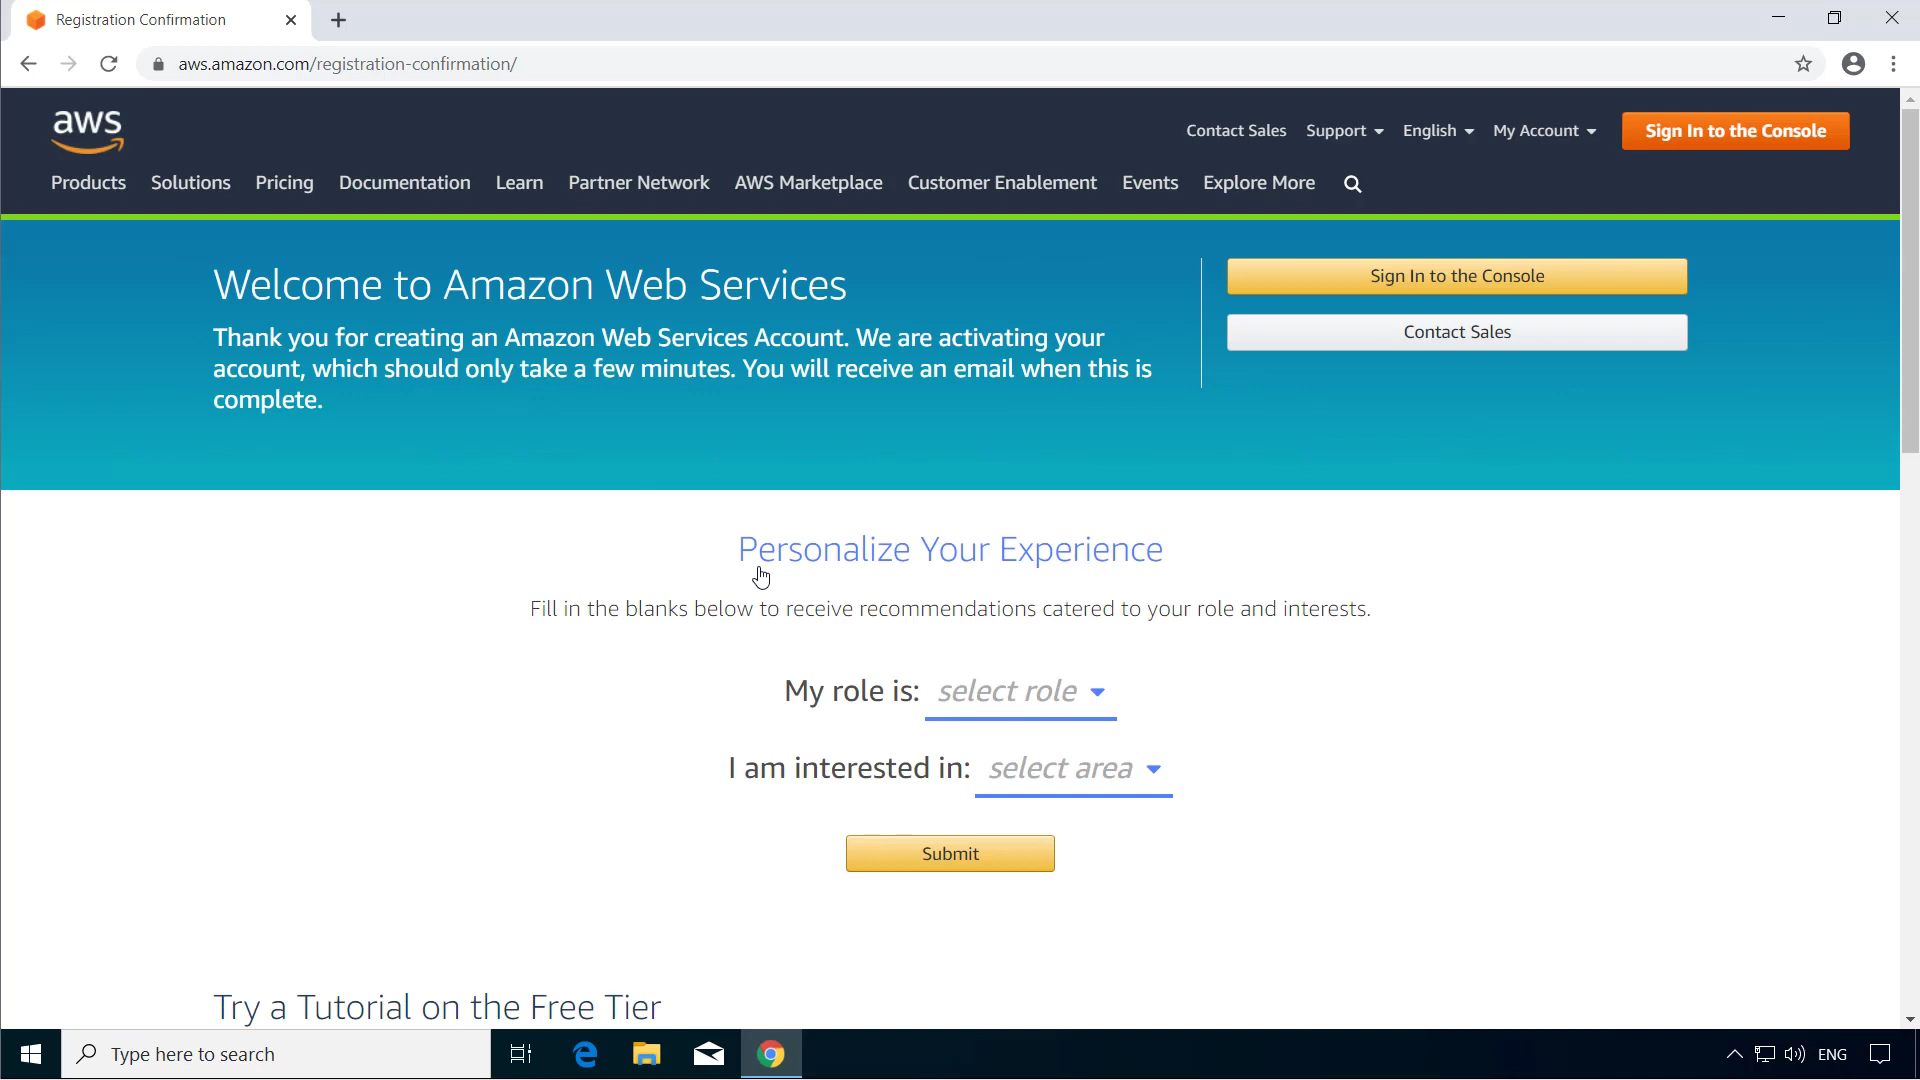 Registration Confirmation
aws.amazon.com/registration-confirmation/
aws
Contact Sales Support English My Account Sign In to the Console
Products Solutions Pricing Documentation Learn Partner Network AWS Marketplace Customer Enablement Events Explore More
Welcome to Amazon Web Services
Thank you for creating an Amazon Web Services Account. We are activating your
account, which should only take a few minutes. You will receive an email when this is
complete.
Sign In to the Console
Contact Sales
Personalize Your Experience
Fill in the blanks below to receive recommendations catered to your role and interests.
My role is: select role
I am interested in: select area
Submit
Try a Tutorial on the Free Tier
Type here to search
ENG